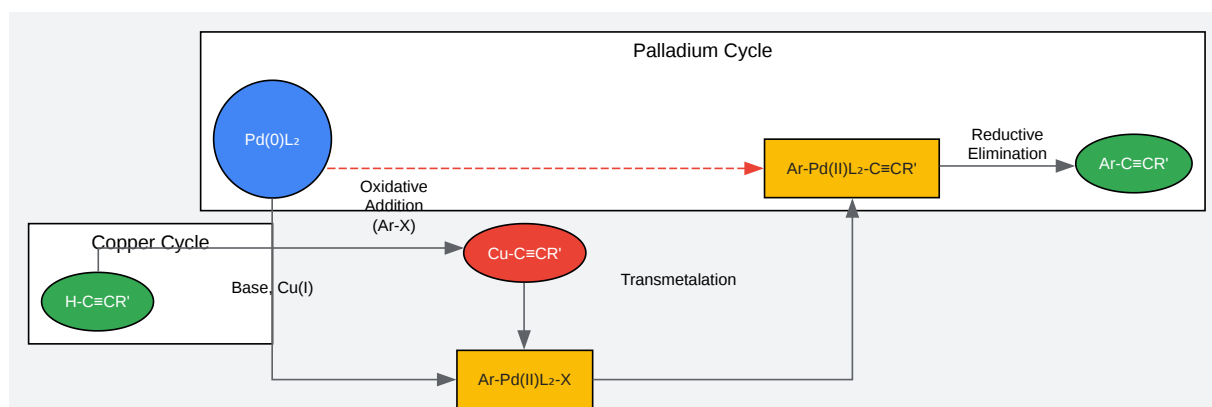 Palladium Cycle
Pd(0)L₂
Reductive
Elimination
Ar-Pd(II)L₂-C≡CR'
Ar-C≡CR'
Oxidative
Addition
(Ar-X)
Copper Cycle
Cu-C≡CR'
Transmetalation
Base, Cu(I)
H-C≡CR'
Ar-Pd(II)L₂-X